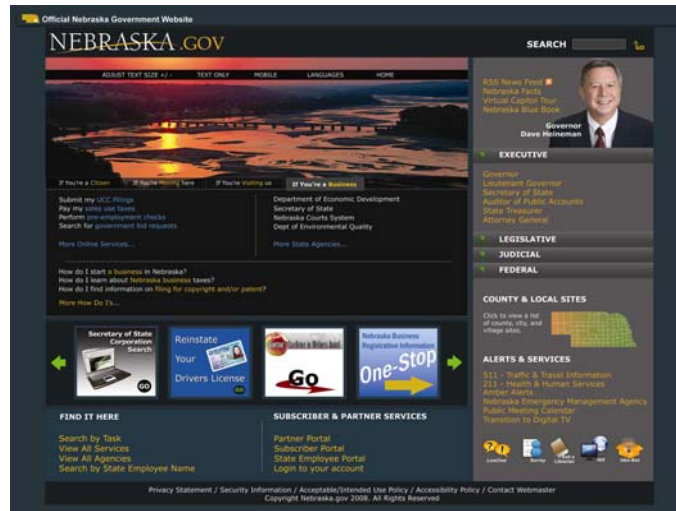 Official Nebraska Government Website
NEBRASKA.GOV
SEARCH
GO
ADJUST TEXT SIZE +/- TEXT ONLY MOBILE LANGUAGES HOME
RSS News Feed
Nebraska Facts
Virtual Capitol Tour
Nebraska Blue Book
Governor
Dave Heineman
If You're a Citizen
If You're Moving here
If You're Visiting us
If You're a Business
Submit my UCC Filings
Pay my sales use taxes
Perform pre-employment checks
Search for government bid requests
More Online Services...
Department of Economic Development
Secretary of State
Nebraska Courts System
Dept of Environmental Quality
More State Agencies...
How do I start a business in Nebraska?
How do I learn about Nebraska business taxes?
How do I find information on filing for copyright and/or patent?
More How Do I's...
EXECUTIVE
Governor
Lieutenant Governor
Secretary of State
Auditor of Public Accounts
State Treasurer
Attorney General
LEGISLATIVE
JUDICIAL
FEDERAL
COUNTY & LOCAL SITES
Click to view a list
of county, city, and
village sites.
ALERTS & SERVICES
511 - Traffic & Travel Information
211 - Health & Human Services
Amber Alerts
Nebraska Emergency Management Agency
Public Meeting Calendar
Transition to Digital TV
LiveChat
Survey
Ask a
Librarian
Idea Box
Secretary of State
Corporation
Search
GO
Reinstate
Your
Drivers License
GO
Go
Nebraska Business
Registration Information
One-Stop
FIND IT HERE
Search by Task
View All Services
View All Agencies
Search by State Employee Name
SUBSCRIBER & PARTNER SERVICES
Partner Portal
Subscriber Portal
State Employee Portal
Login to your account
Privacy Statement / Security Information / Acceptable/Intended Use Policy / Accessibility Policy / Contact Webmaster
Copyright Nebraska.gov 2008. All Rights Reserved